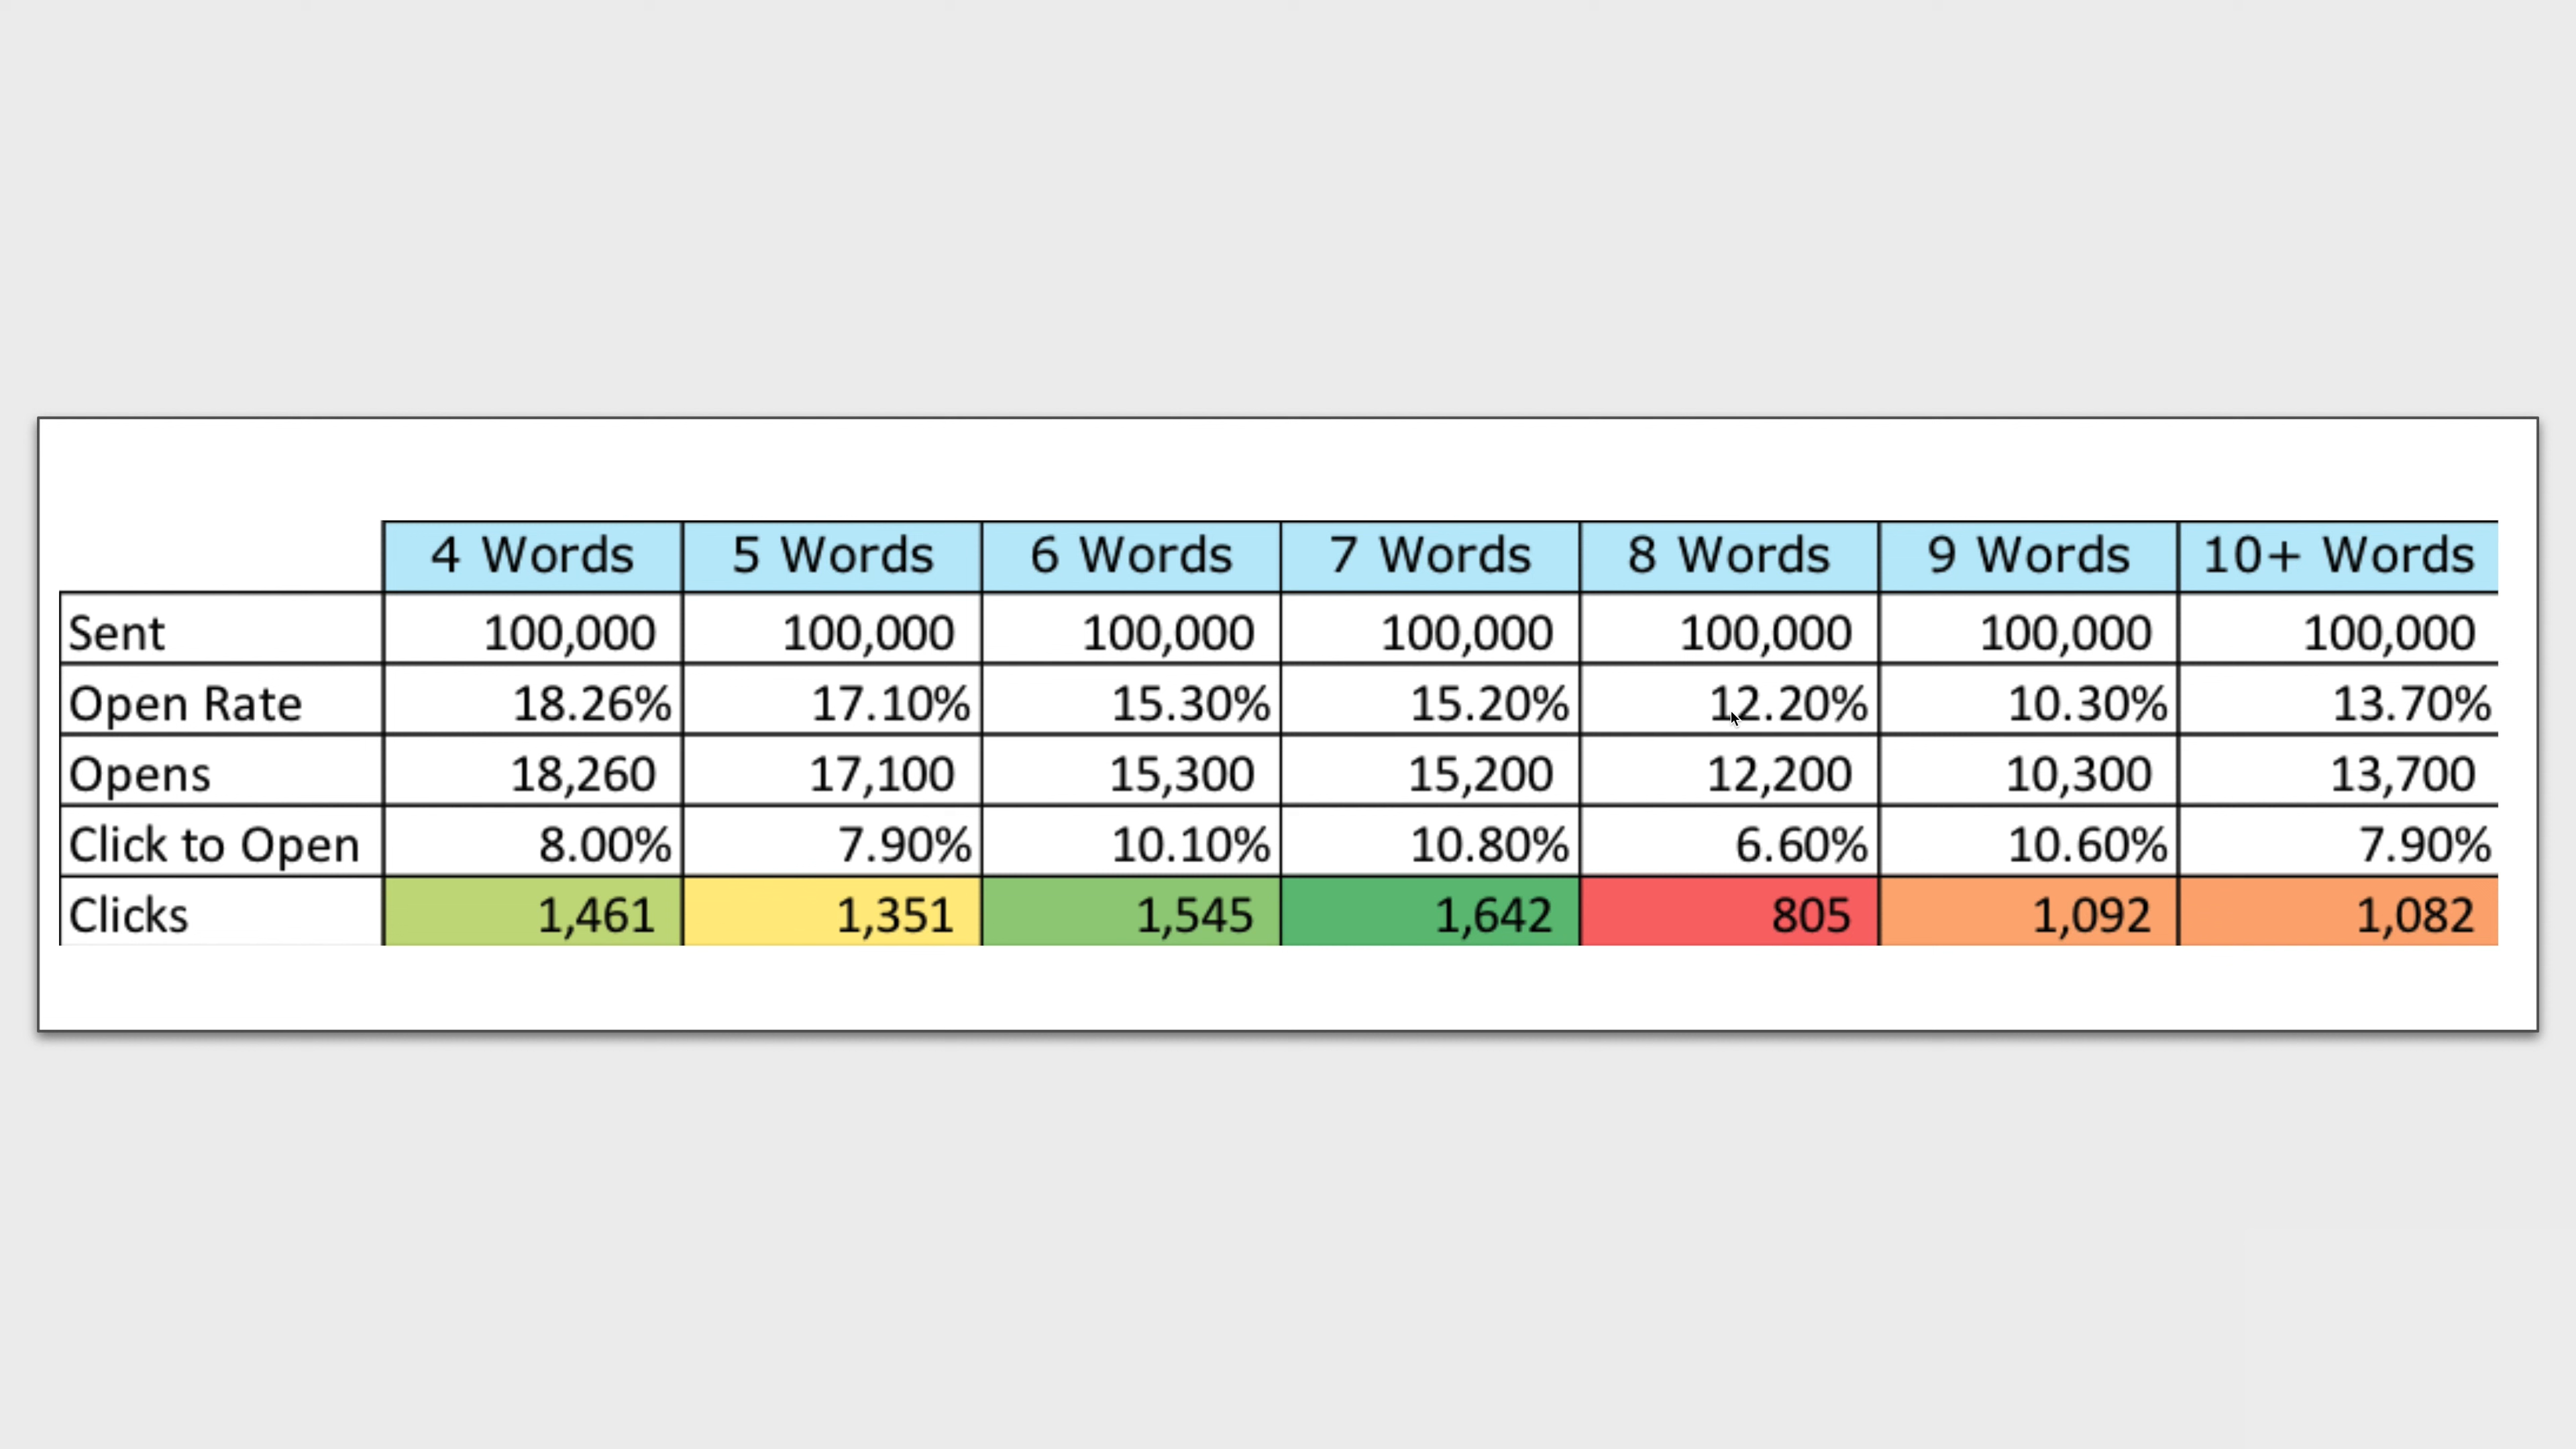 4 Words 5 Words 6 Words 7 Words 8 Words 9 Words 10+ Words
Sent 100,000 100,000 100,000 100,000 100,000 100,000 100,000
Open Rate 18.26% 17.10% 15.30% 15.20% 12.20% 10.30% 13.70%
Opens 18,260 17,100 15,300 15,200 12,200 10,300 13,700
Click to Open 8.00% 7.90% 10.10% 10.80% 6.60% 10.60% 7.90%
Clicks 1,461 1,351 1,545 1,642 805 1,092 1,082